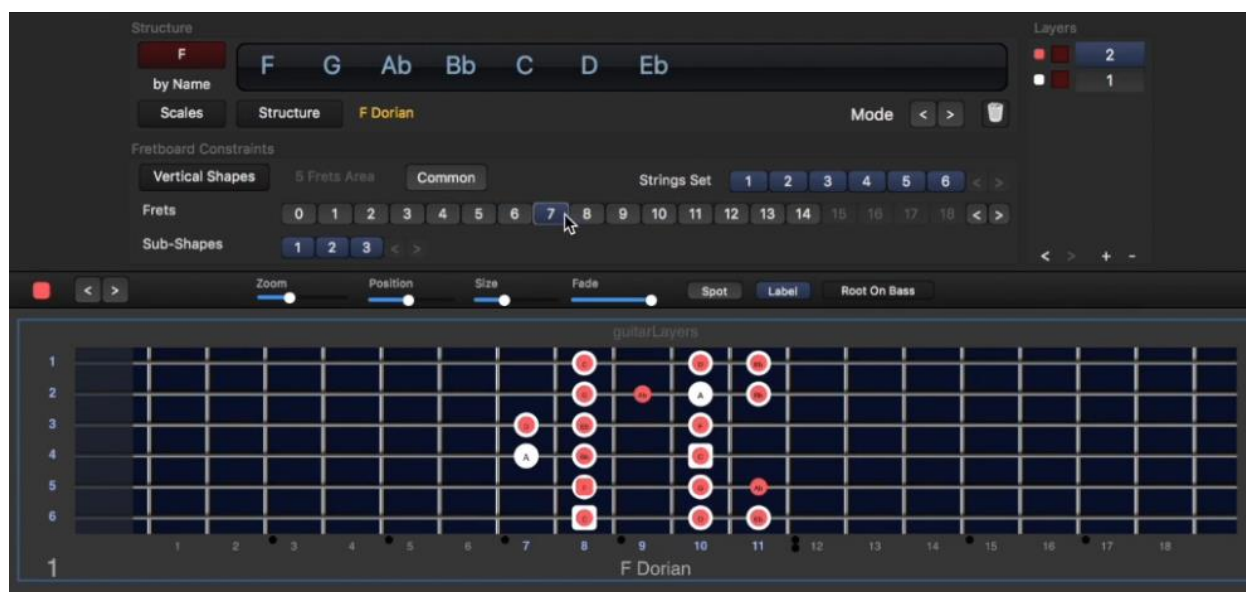 Structure Layers
F F G Ab Bb C D Eb 2
by Name 1
Scales Structure F Dorian Mode < >
Fretboard Constraints
Vertical Shapes 5 Frets Area Common Strings Set 1 2 3 4 5 6 < >
Frets 0 1 2 3 4 5 6 7 8 9 10 11 12 13 14 15 16 17 18 < >
Sub-Shapes 1 2 3 < > < > + -
< > Zoom Position Size Fade Spot Label Root On Bass
guitarLayers
1 C D Eb
2 Ab A
3 F
4 A C
5 G Ab
6 C D Eb
1 2 3 4 5 6 7 8 9 10 11 12 13 14 15 16 17 18
1 F Dorian